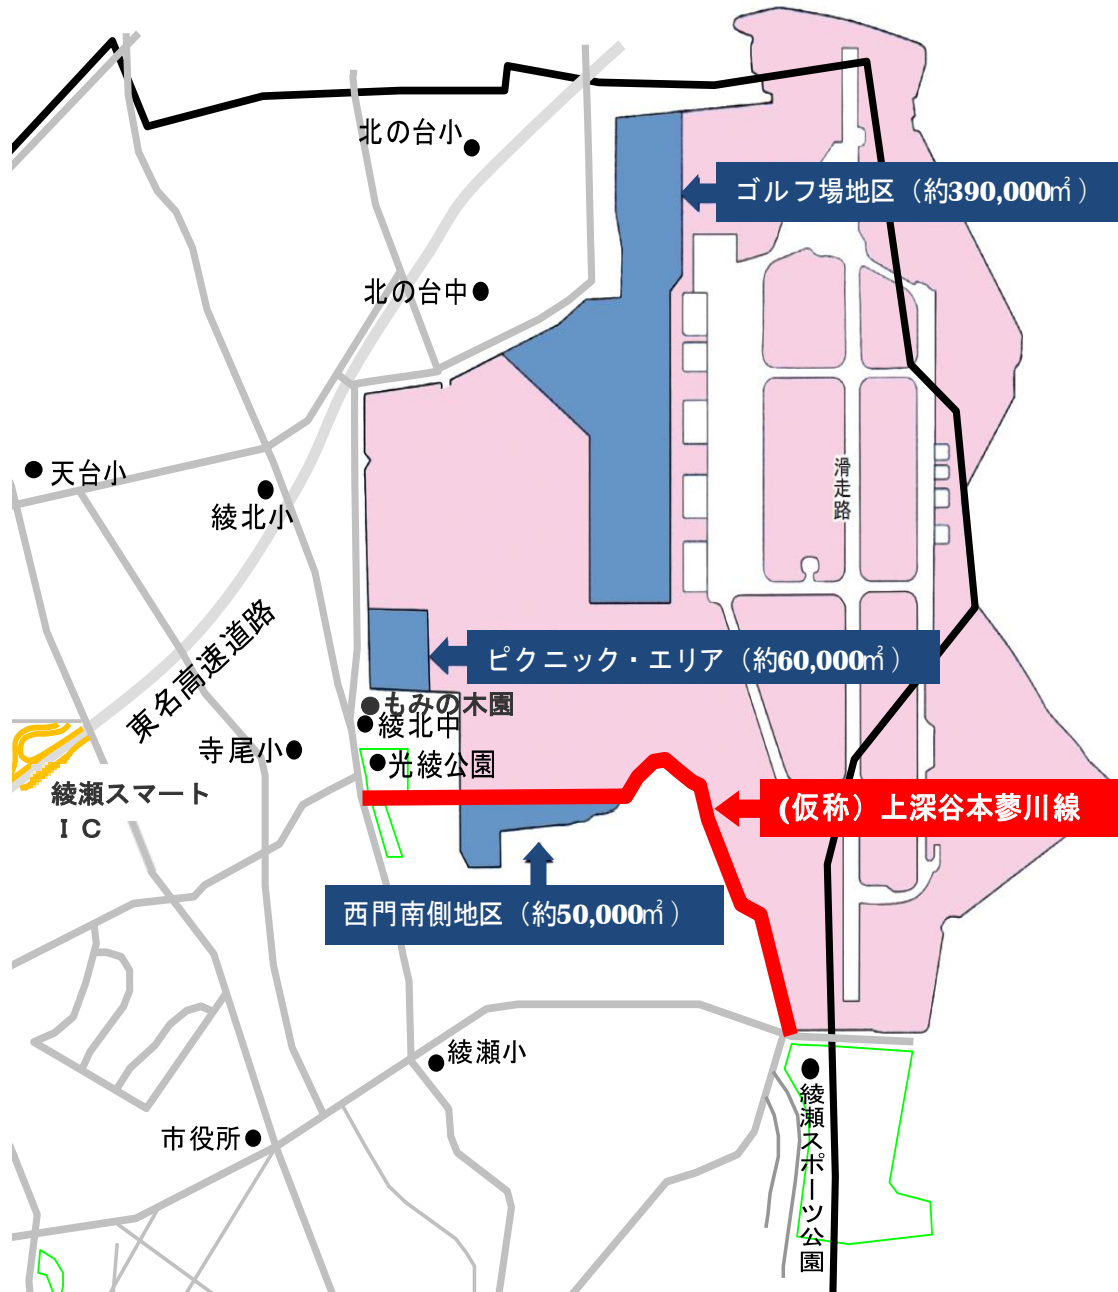 北の台小
ゴルフ場地区（約390,000㎡）
北の台中
天台小
滑走路
綾北小
東名高速道路
ピクニック・エリア（約60,000㎡）
もみの木園
綾北中
寺尾小
光綾公園
綾瀬スマート
ＩＣ
(仮称）上深谷本蓼川線
西門南側地区（約50,000㎡）
綾瀬小
綾瀬スポーツ公園
市役所